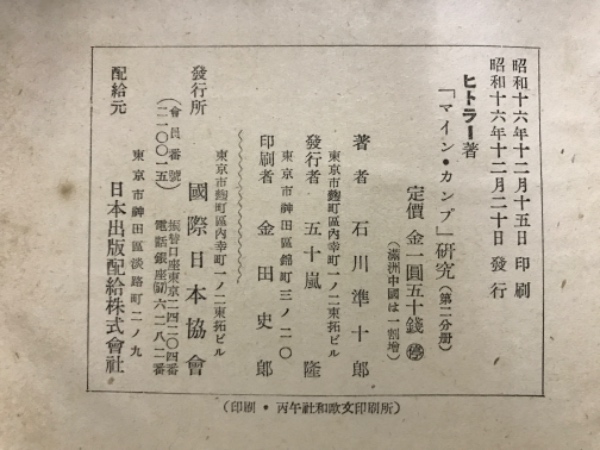 昭和十六年十二月十五日 印刷
昭和十六年十二月二十日 發行
ヒトラー著
「マイン・カンプ」研究（第二分册）
定價 金一圓五十錢 ㊡
（滿洲中國は一割增）
著者 石川準十郎
東京市麴町區內幸町一ノ二東拓ビル
發行者 五十嵐 隆
東京市神田區錦町三ノ二〇
印刷者 金田史郎
東京市麴町區內幸町一ノ二東拓ビル
發行所 國際日本協會
振替口座東京一四二二〇四番
電話銀座(57)六二八二番
（會員番號
二一〇〇一五）
東京市神田區淡路町二ノ九
配給元 日本出版配給株式會社
（印刷・丙午社和歐文印刷所）